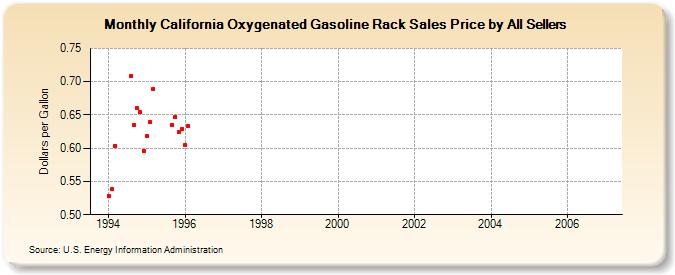 Monthly California Oxygenated Gasoline Rack Sales Price by All Sellers
Dollars per Gallon
0.75
0.70
0.65
0.60
0.55
0.50
1994 1996 1998 2000 2002 2004 2006
Source: U.S. Energy Information Administration